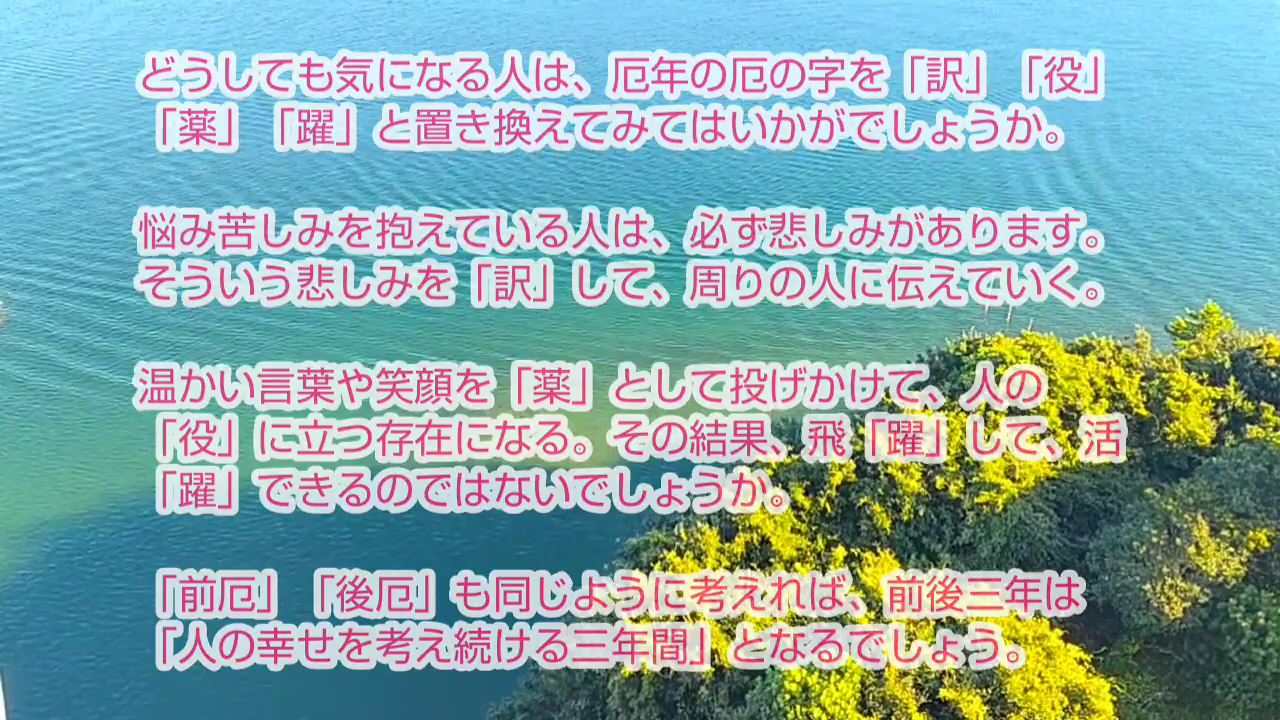 どうしても気になる人は、厄年の厄の字を「訳」「役」
「薬」「躍」と置き換えてみてはいかがでしょうか。
悩み苦しみを抱えている人は、必ず悲しみがあります。
そういう悲しみを「訳」して、周りの人に伝えていく。
温かい言葉や笑顔を「薬」として投げかけて、人の
「役」に立つ存在になる。その結果、飛「躍」して、活
「躍」できるのではないでしょうか。
「前厄」「後厄」も同じように考えれば、前後三年は
「人の幸せを考え続ける三年間」となるでしょう。